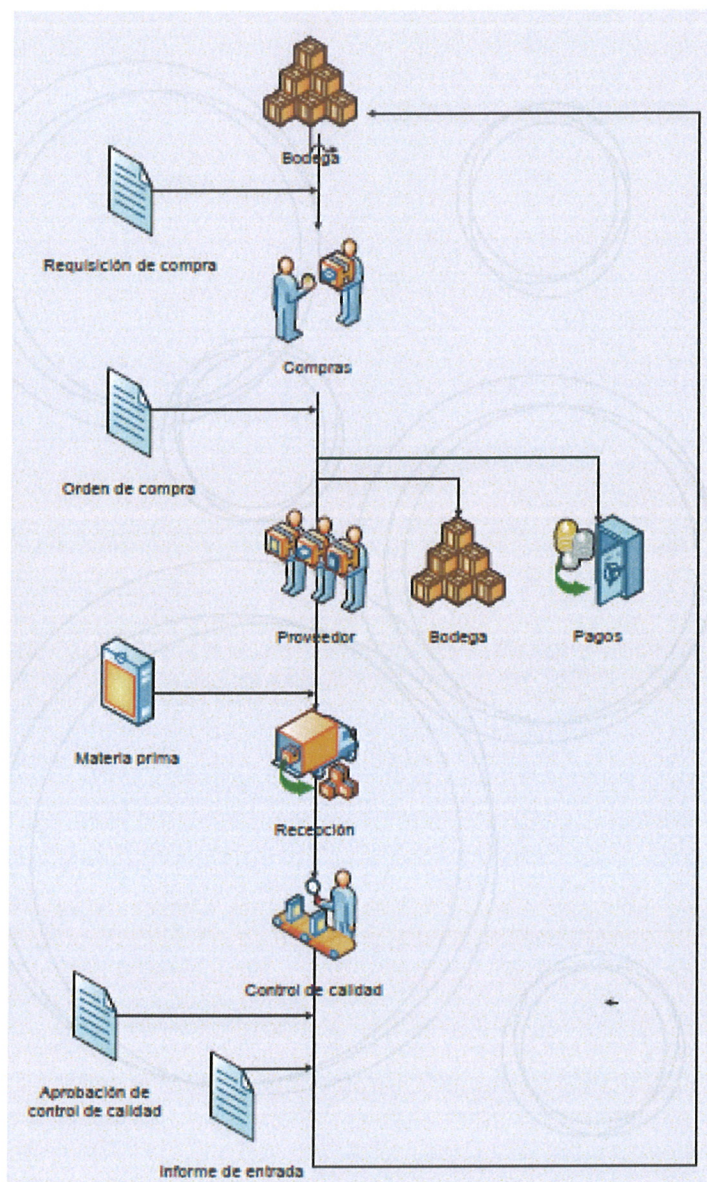 Bodega
Requisición de compra
Compras
Orden de compra
Proveedor
Bodega
Pagos
Materia prima
Recepción
Control de calidad
Aprobación de
control de calidad
Informe de entrada